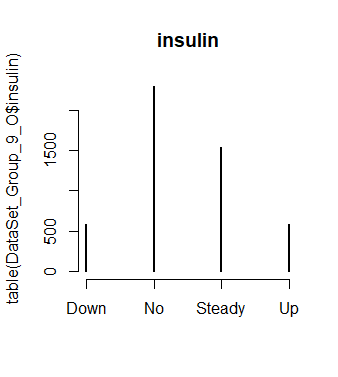 insulin
table(DataSet_Group_9_O$insulin)
1500
500
0
Down No Steady Up